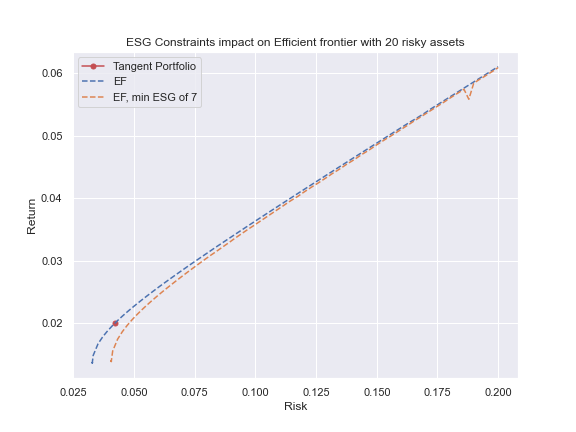 ESG Constraints impact on Efficient frontier with 20 risky assets
Tangent Portfolio
EF
EF, min ESG of 7
0.06
0.05
0.04
0.03
0.02
Return
0.025 0.050 0.075 0.100 0.125 0.150 0.175 0.200
Risk